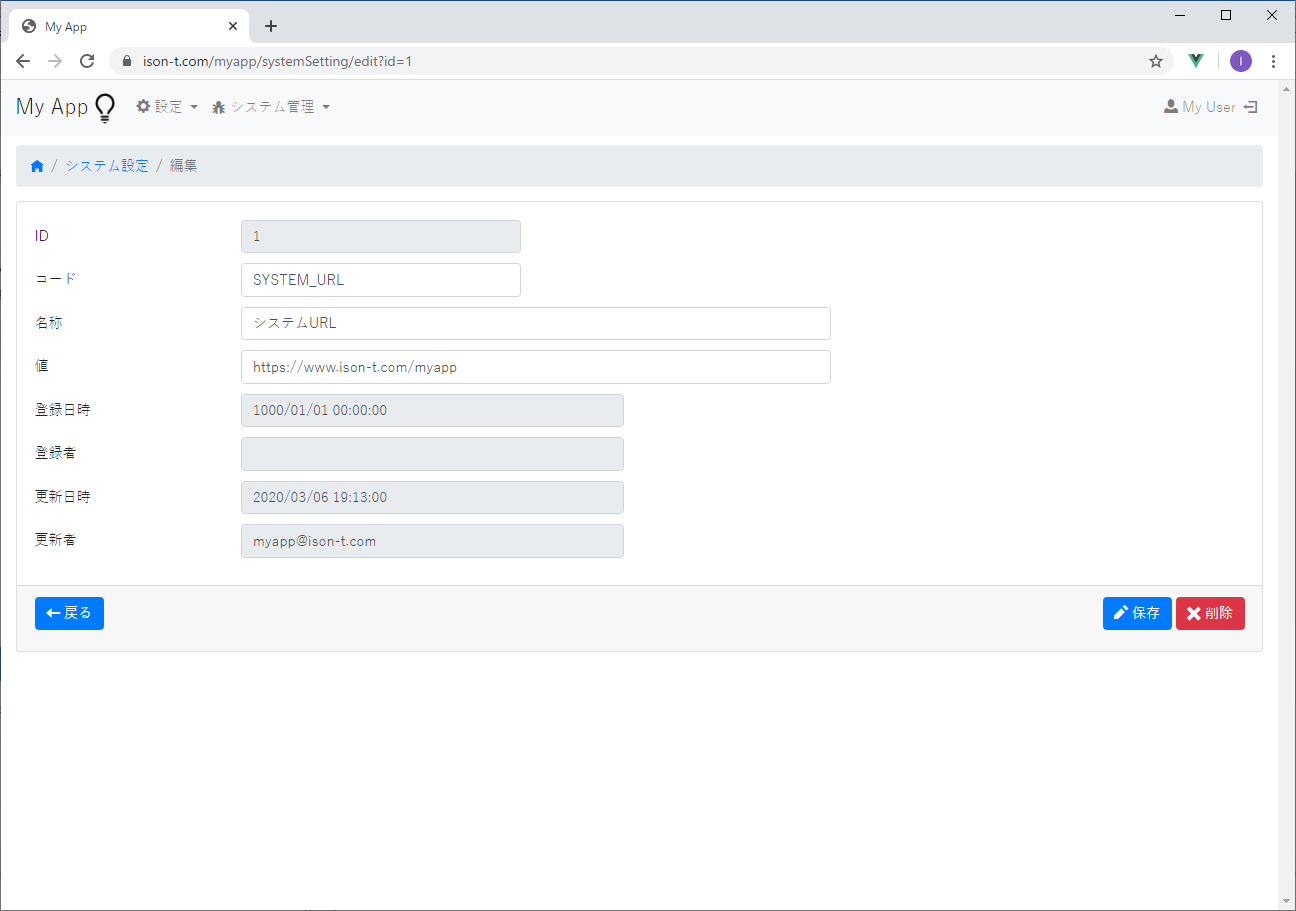 My App
ison-t.com/myapp/systemSetting/edit?id=1
I
My App 設定 システム管理 My User
/ システム設定 / 編集
ID 1
コード SYSTEM_URL
名称 システムURL
値 https://www.ison-t.com/myapp
登録日時 1000/01/01 00:00:00
登録者
更新日時 2020/03/06 19:13:00
更新者 myapp@ison-t.com
戻る 保存 削除